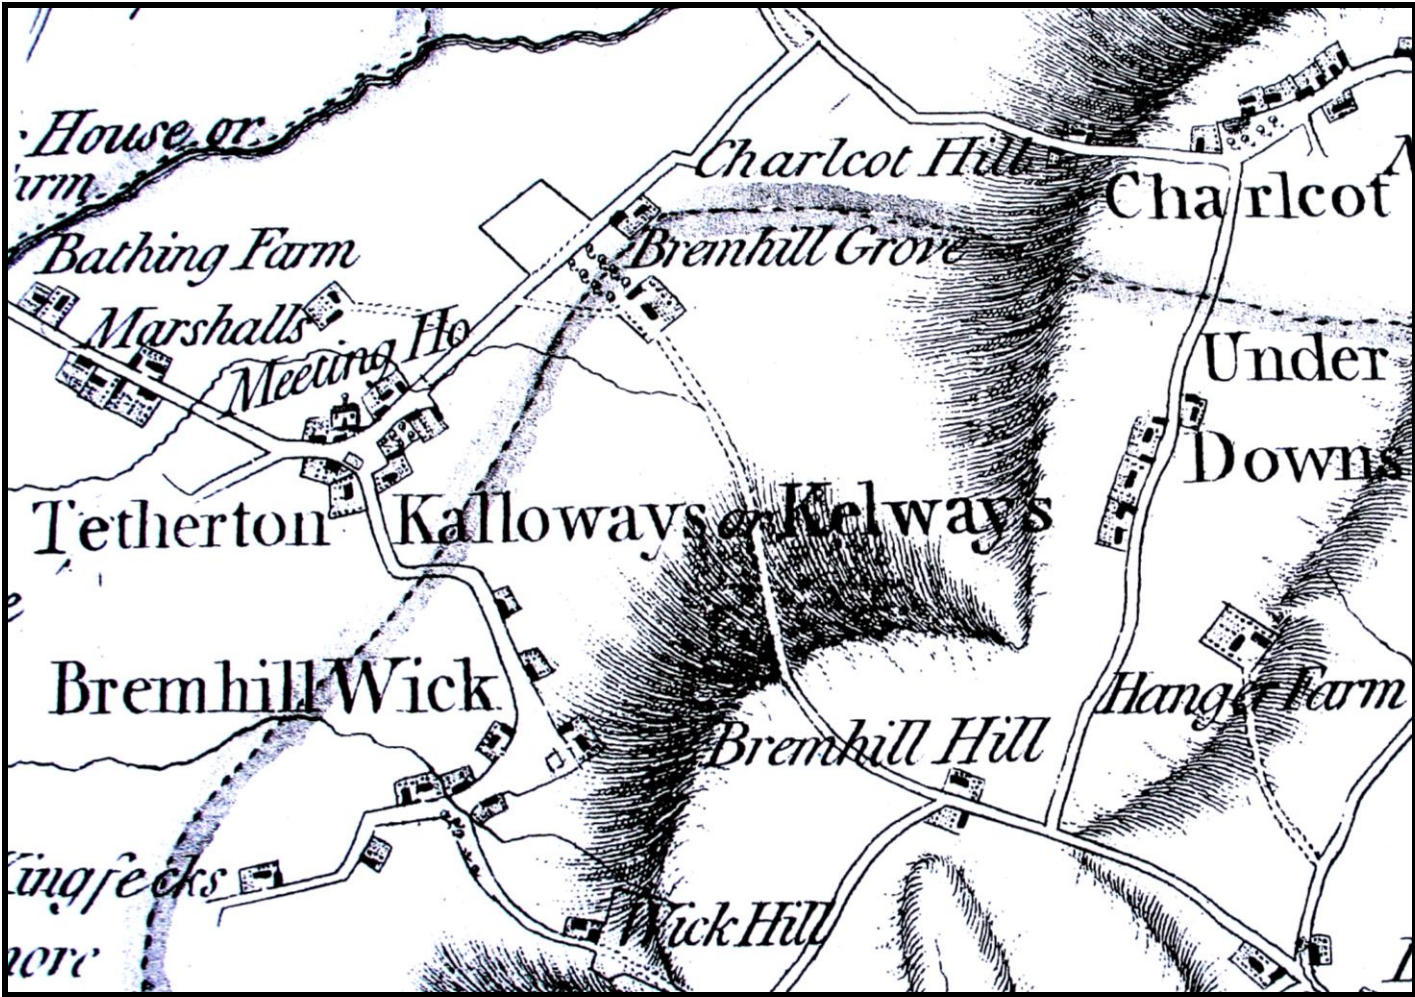 House or
Charlcot Hill
Charlcot
Bathing Farm
Bremhill Grove
Marshalls
Meeting Ho
Under
Downs
Tetherton
Kalloways or Kelways
Bremhill Wick
Hanger Farm
Bremhill Hill
Wick Hill